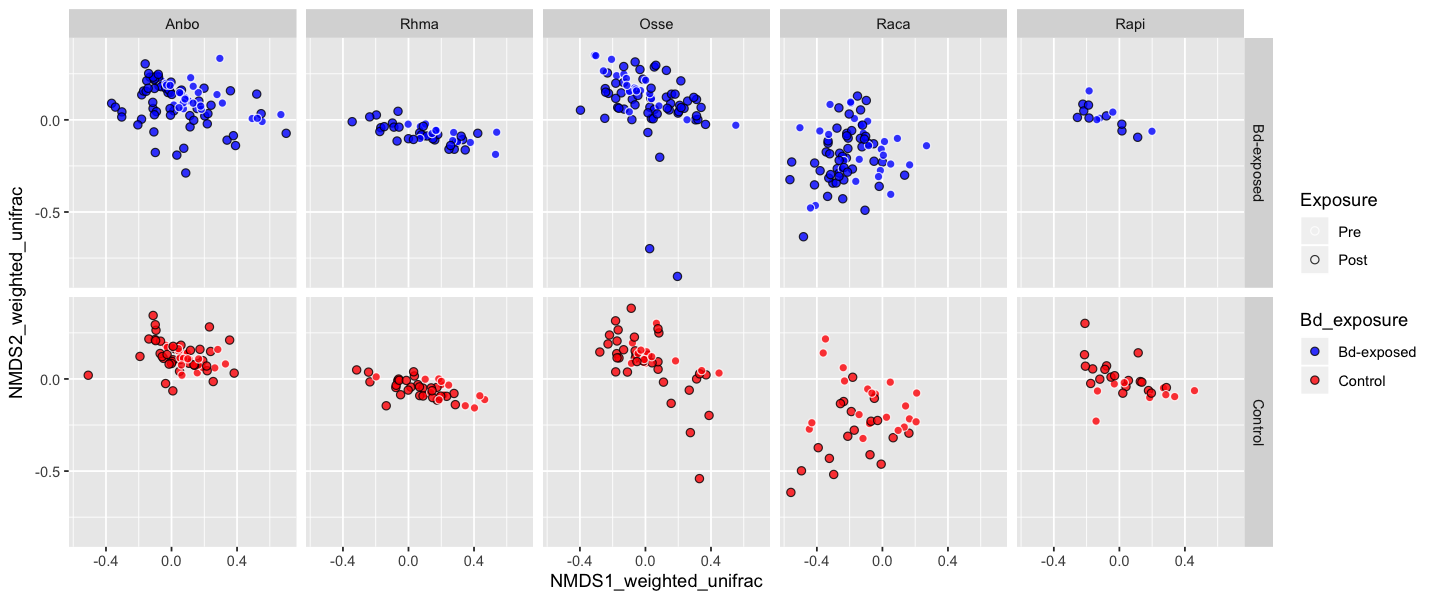 Anbo Rhma Osse Raca Rapi
0.0
-0.5
Bd-exposed
0.0
-0.5
Control
-0.4 0.0 0.4 -0.4 0.0 0.4 -0.4 0.0 0.4 -0.4 0.0 0.4 -0.4 0.0 0.4
NMDS1_weighted_unifrac
NMDS2_weighted_unifrac
Exposure
Pre
Post
Bd_exposure
Bd-exposed
Control